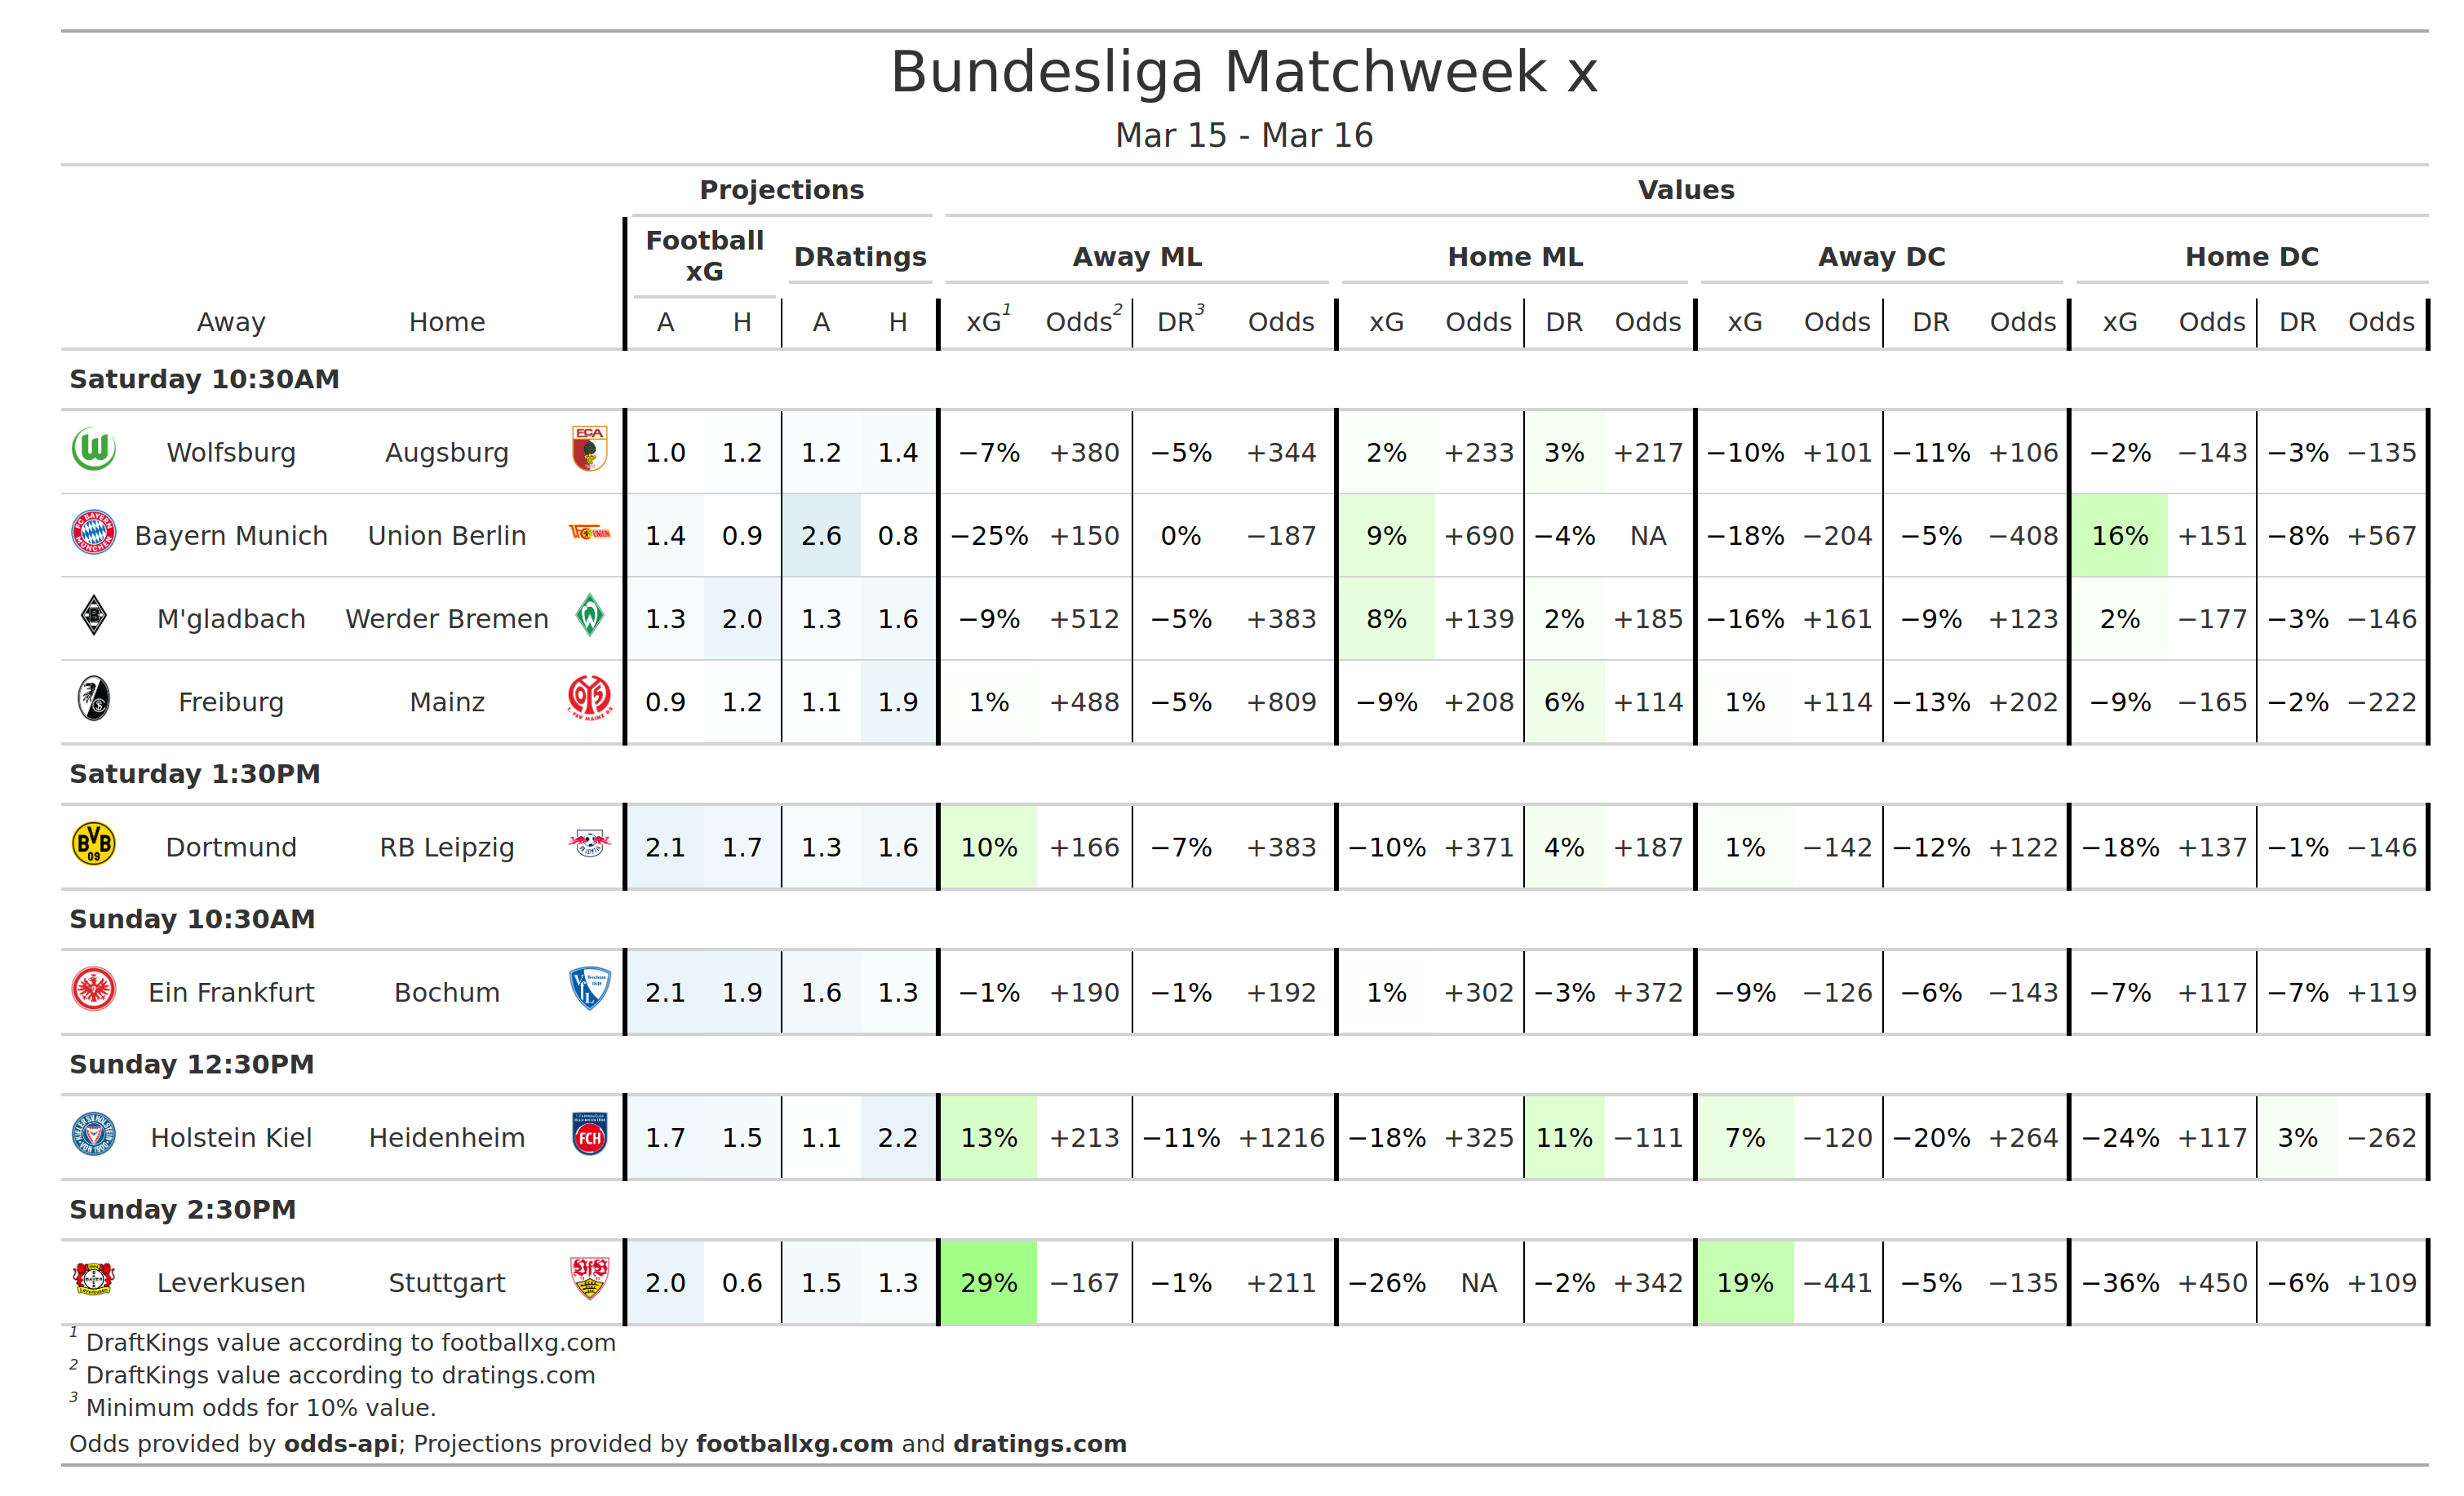 Bundesliga Matchweek x
Mar 15 - Mar 16
Projections Values
Football xG DRatings Away ML Home ML Away DC Home DC
Away Home A H A H xG1 Odds2 DR3 Odds xG Odds DR Odds xG Odds DR Odds xG Odds DR Odds
Saturday 10:30AM
Wolfsburg Augsburg 1.0 1.2 1.2 1.4 −7% +380 −5% +344 2% +233 3% +217 −10% +101 −11% +106 −2% −143 −3% −135
Bayern Munich Union Berlin 1.4 0.9 2.6 0.8 −25% +150 0% −187 9% +690 −4% NA −18% −204 −5% −408 16% +151 −8% +567
M'gladbach Werder Bremen 1.3 2.0 1.3 1.6 −9% +512 −5% +383 8% +139 2% +185 −16% +161 −9% +123 2% −177 −3% −146
Freiburg Mainz 0.9 1.2 1.1 1.9 1% +488 −5% +809 −9% +208 6% +114 1% +114 −13% +202 −9% −165 −2% −222
Saturday 1:30PM
Dortmund RB Leipzig 2.1 1.7 1.3 1.6 10% +166 −7% +383 −10% +371 4% +187 1% −142 −12% +122 −18% +137 −1% −146
Sunday 10:30AM
Ein Frankfurt Bochum 2.1 1.9 1.6 1.3 −1% +190 −1% +192 1% +302 −3% +372 −9% −126 −6% −143 −7% +117 −7% +119
Sunday 12:30PM
Holstein Kiel Heidenheim 1.7 1.5 1.1 2.2 13% +213 −11% +1216 −18% +325 11% −111 7% −120 −20% +264 −24% +117 3% −262
Sunday 2:30PM
Leverkusen Stuttgart 2.0 0.6 1.5 1.3 29% −167 −1% +211 −26% NA −2% +342 19% −441 −5% −135 −36% +450 −6% +109
1 DraftKings value according to footballxg.com
2 DraftKings value according to dratings.com
3 Minimum odds for 10% value.
Odds provided by odds-api; Projections provided by footballxg.com and dratings.com